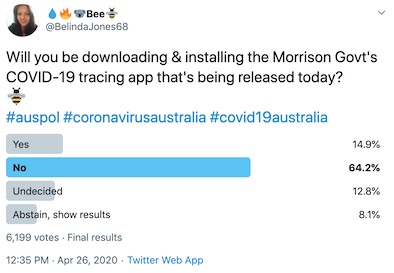 💧🔥🐨Bee🐝
@BelindaJones68
Will you be downloading & installing the Morrison Govt's
COVID-19 tracing app that's being released today?
🐝
#auspol #coronavirusaustralia #covid19australia
Yes 14.9%
No 64.2%
Undecided 12.8%
Abstain, show results 8.1%
6,199 votes · Final results
12:35 PM · Apr 26, 2020 · Twitter Web App